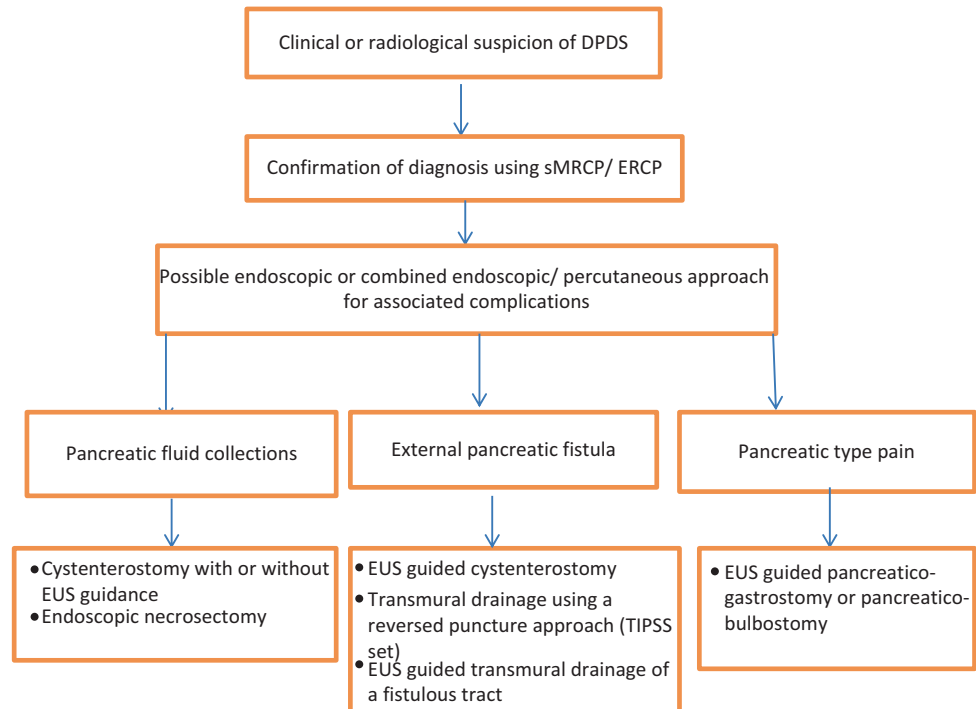 Clinical or radiological suspicion of DPDS
Confirmation of diagnosis using sMRCP/ ERCP
Possible endoscopic or combined endoscopic/ percutaneous approach
for associated complications
Pancreatic fluid collections
External pancreatic fistula
Pancreatic type pain
• Cystenterostomy with or without
EUS guidance
• Endoscopic necrosectomy
• EUS guided cystenterostomy
• Transmural drainage using a
reversed puncture approach (TIPSS
set)
• EUS guided transmural drainage of
a fistulous tract
• EUS guided pancreatico-
gastrostomy or pancreatico-
bulbostomy